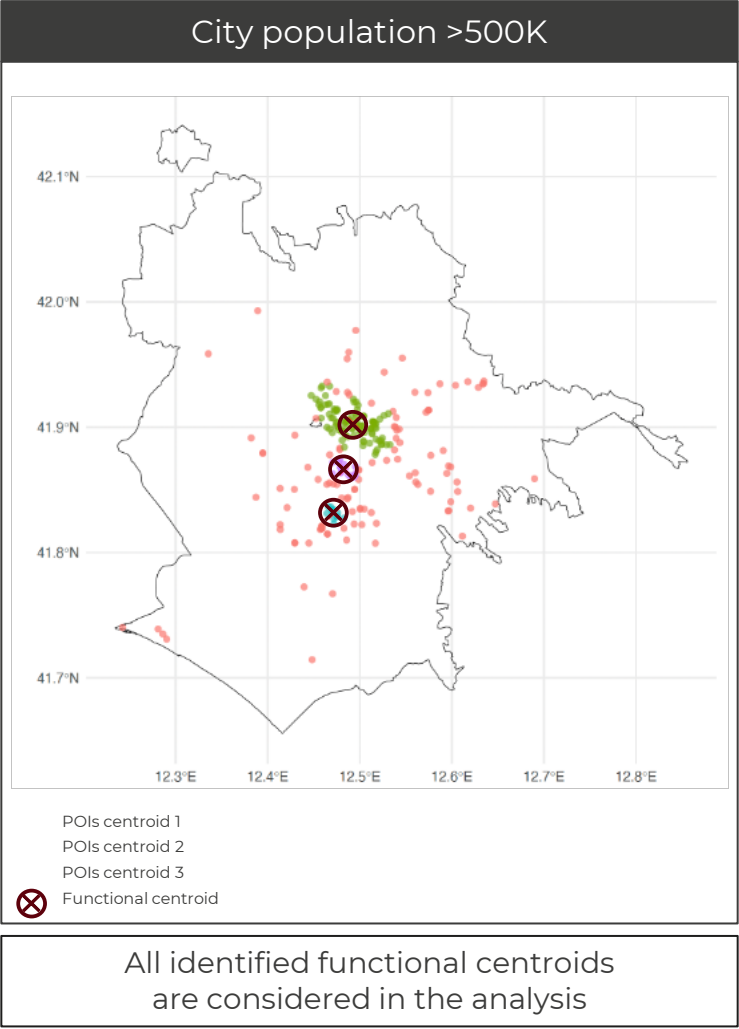 City population >500K
42.1°N
42.0°N
41.9°N
41.8°N
41.7°N
12.3°E 12.4°E 12.5°E 12.6°E 12.7°E 12.8°E
POIs centroid 1
POIs centroid 2
POIs centroid 3
Functional centroid
All identified functional centroids
are considered in the analysis